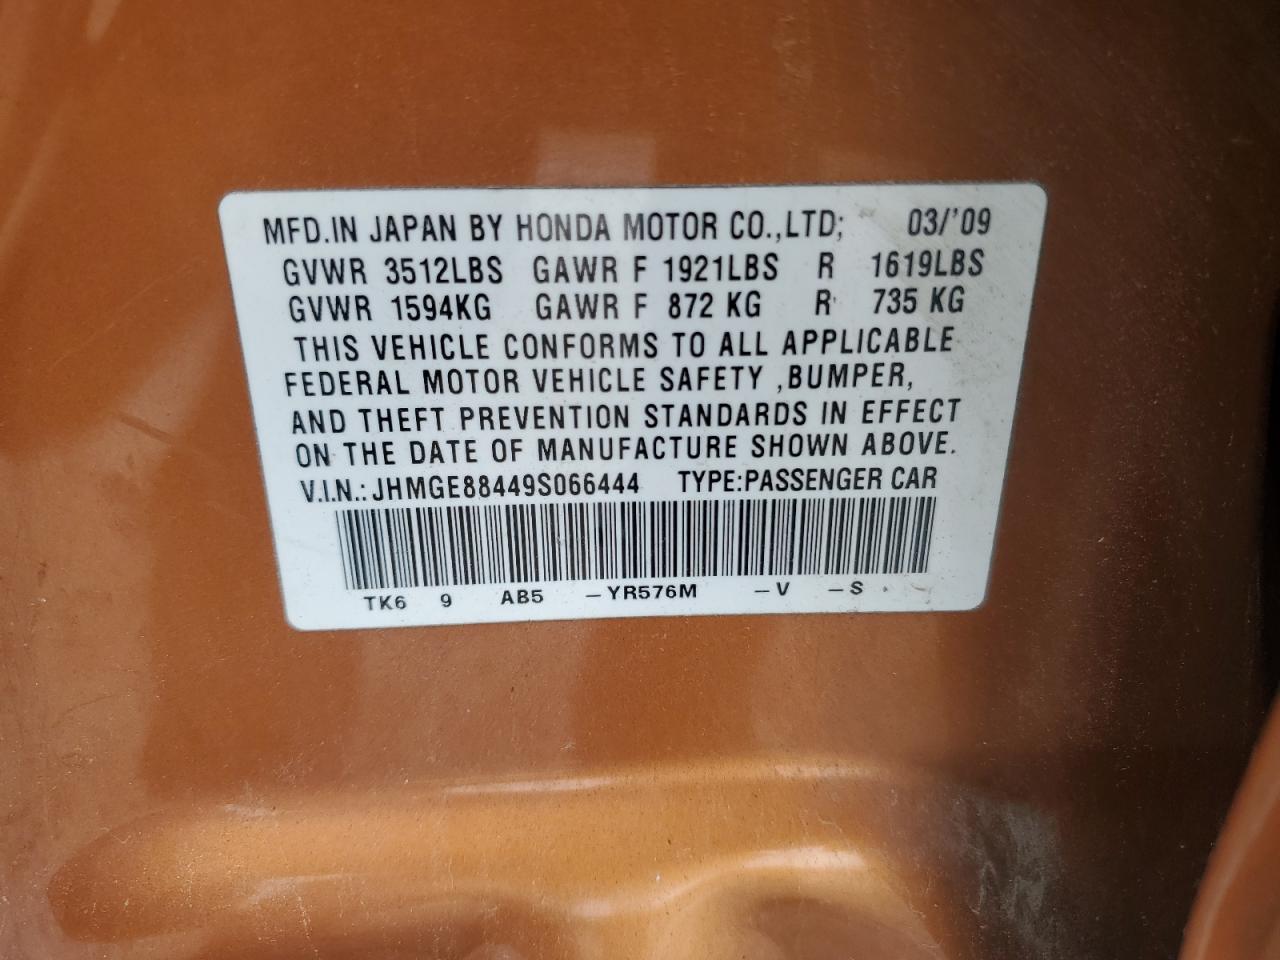 MFD.IN JAPAN BY HONDA MOTOR CO.,LTD; 03/'09
GVWR 3512LBS GAWR F 1921LBS R 1619LBS
GVWR 1594KG GAWR F 872 KG R 735 KG
THIS VEHICLE CONFORMS TO ALL APPLICABLE
FEDERAL MOTOR VEHICLE SAFETY ,BUMPER,
AND THEFT PREVENTION STANDARDS IN EFFECT
ON THE DATE OF MANUFACTURE SHOWN ABOVE.
V.I.N.: JHMGE88449S066444 TYPE:PASSENGER CAR
TK6 9 AB5 –YR576M –V –S